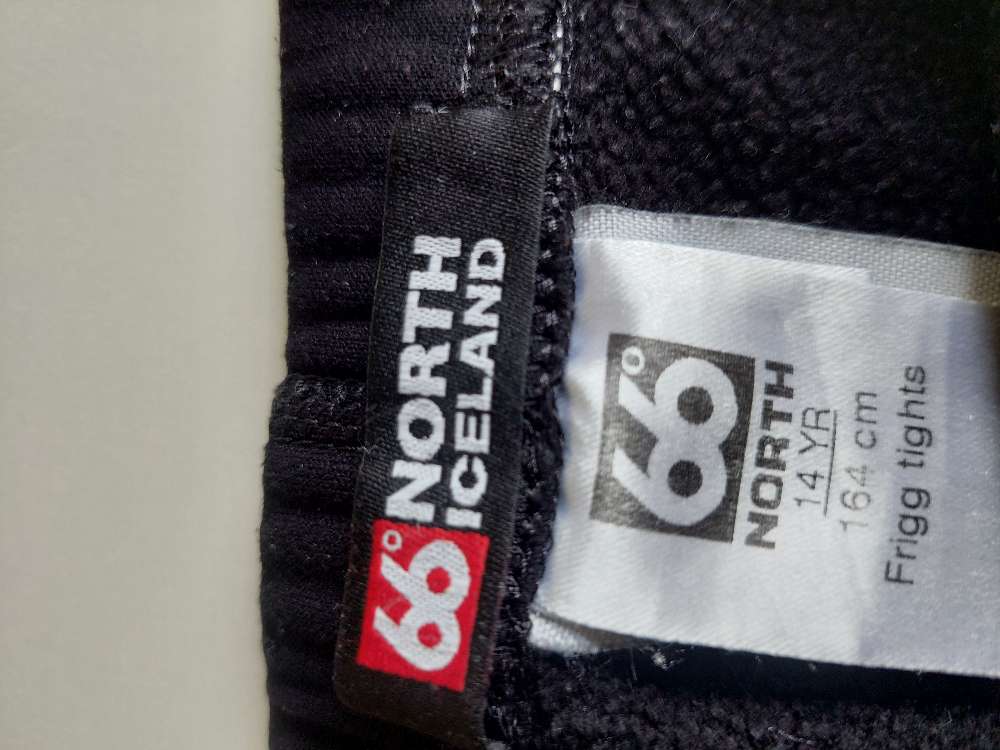 66°
NORTH
ICELAND
66°
NORTH
14 YR
164 cm
Frigg tights